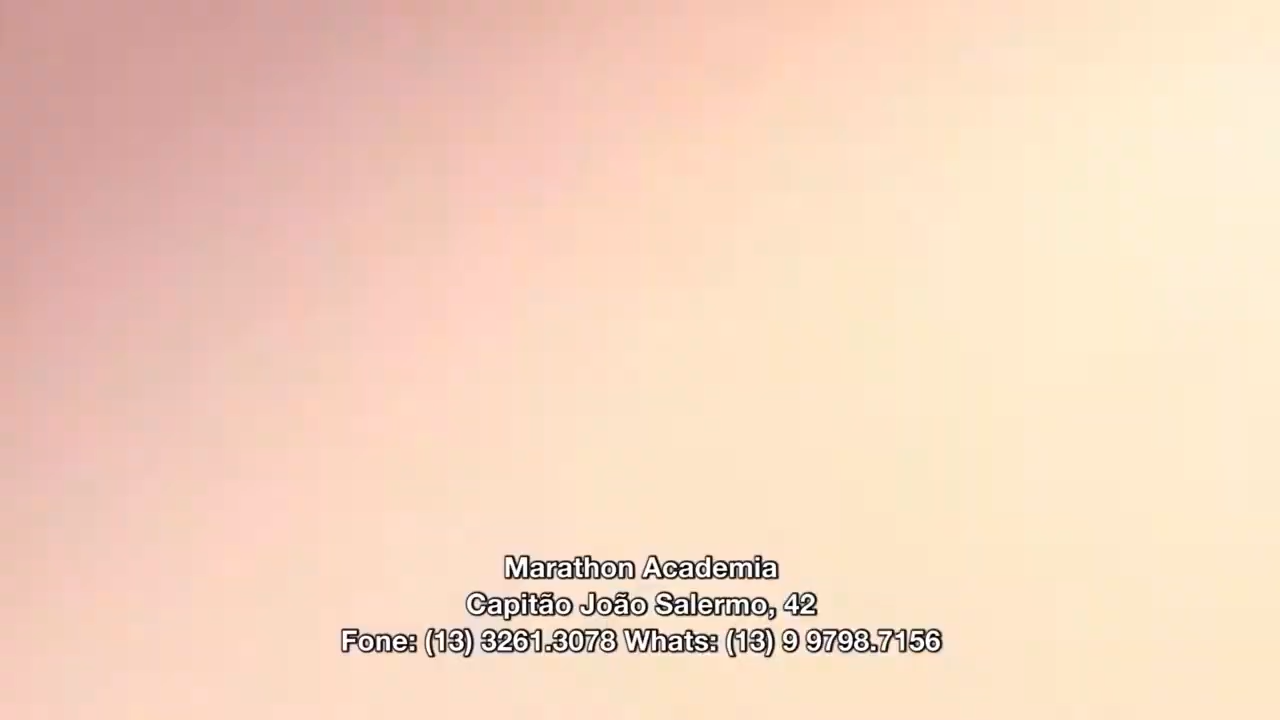 Marathon Academia
Capitão João Salermo, 42
Fone: (13) 3261.3078 Whats: (13) 9 9798.7156